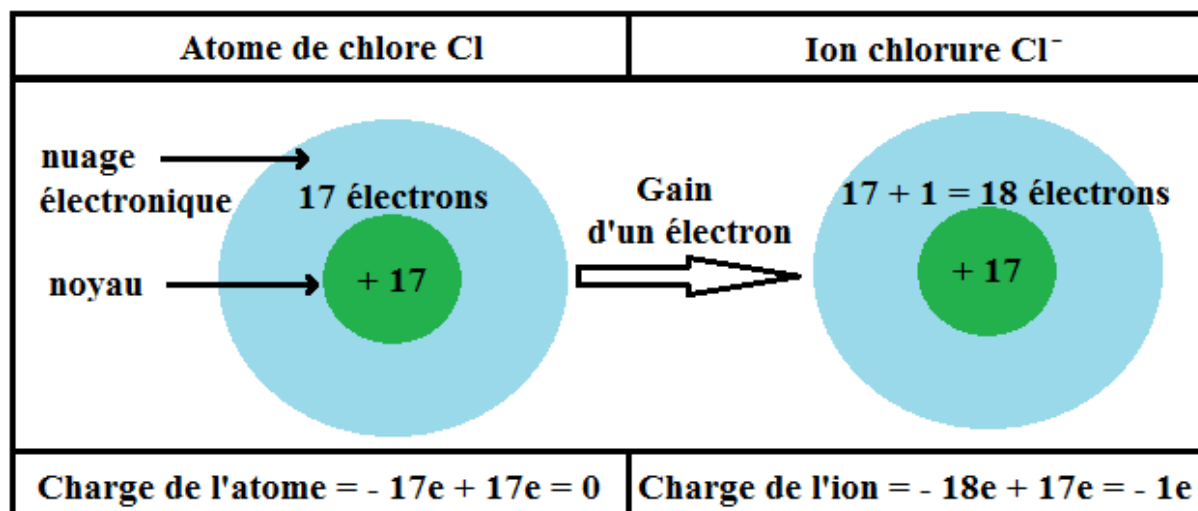 Atome de chlore Cl
Ion chlorure Cl⁻
nuage
électronique
17 électrons
noyau
+ 17
Gain
d'un électron
17 + 1 = 18 électrons
+ 17
Charge de l'atome = - 17e + 17e = 0
Charge de l'ion = - 18e + 17e = - 1e